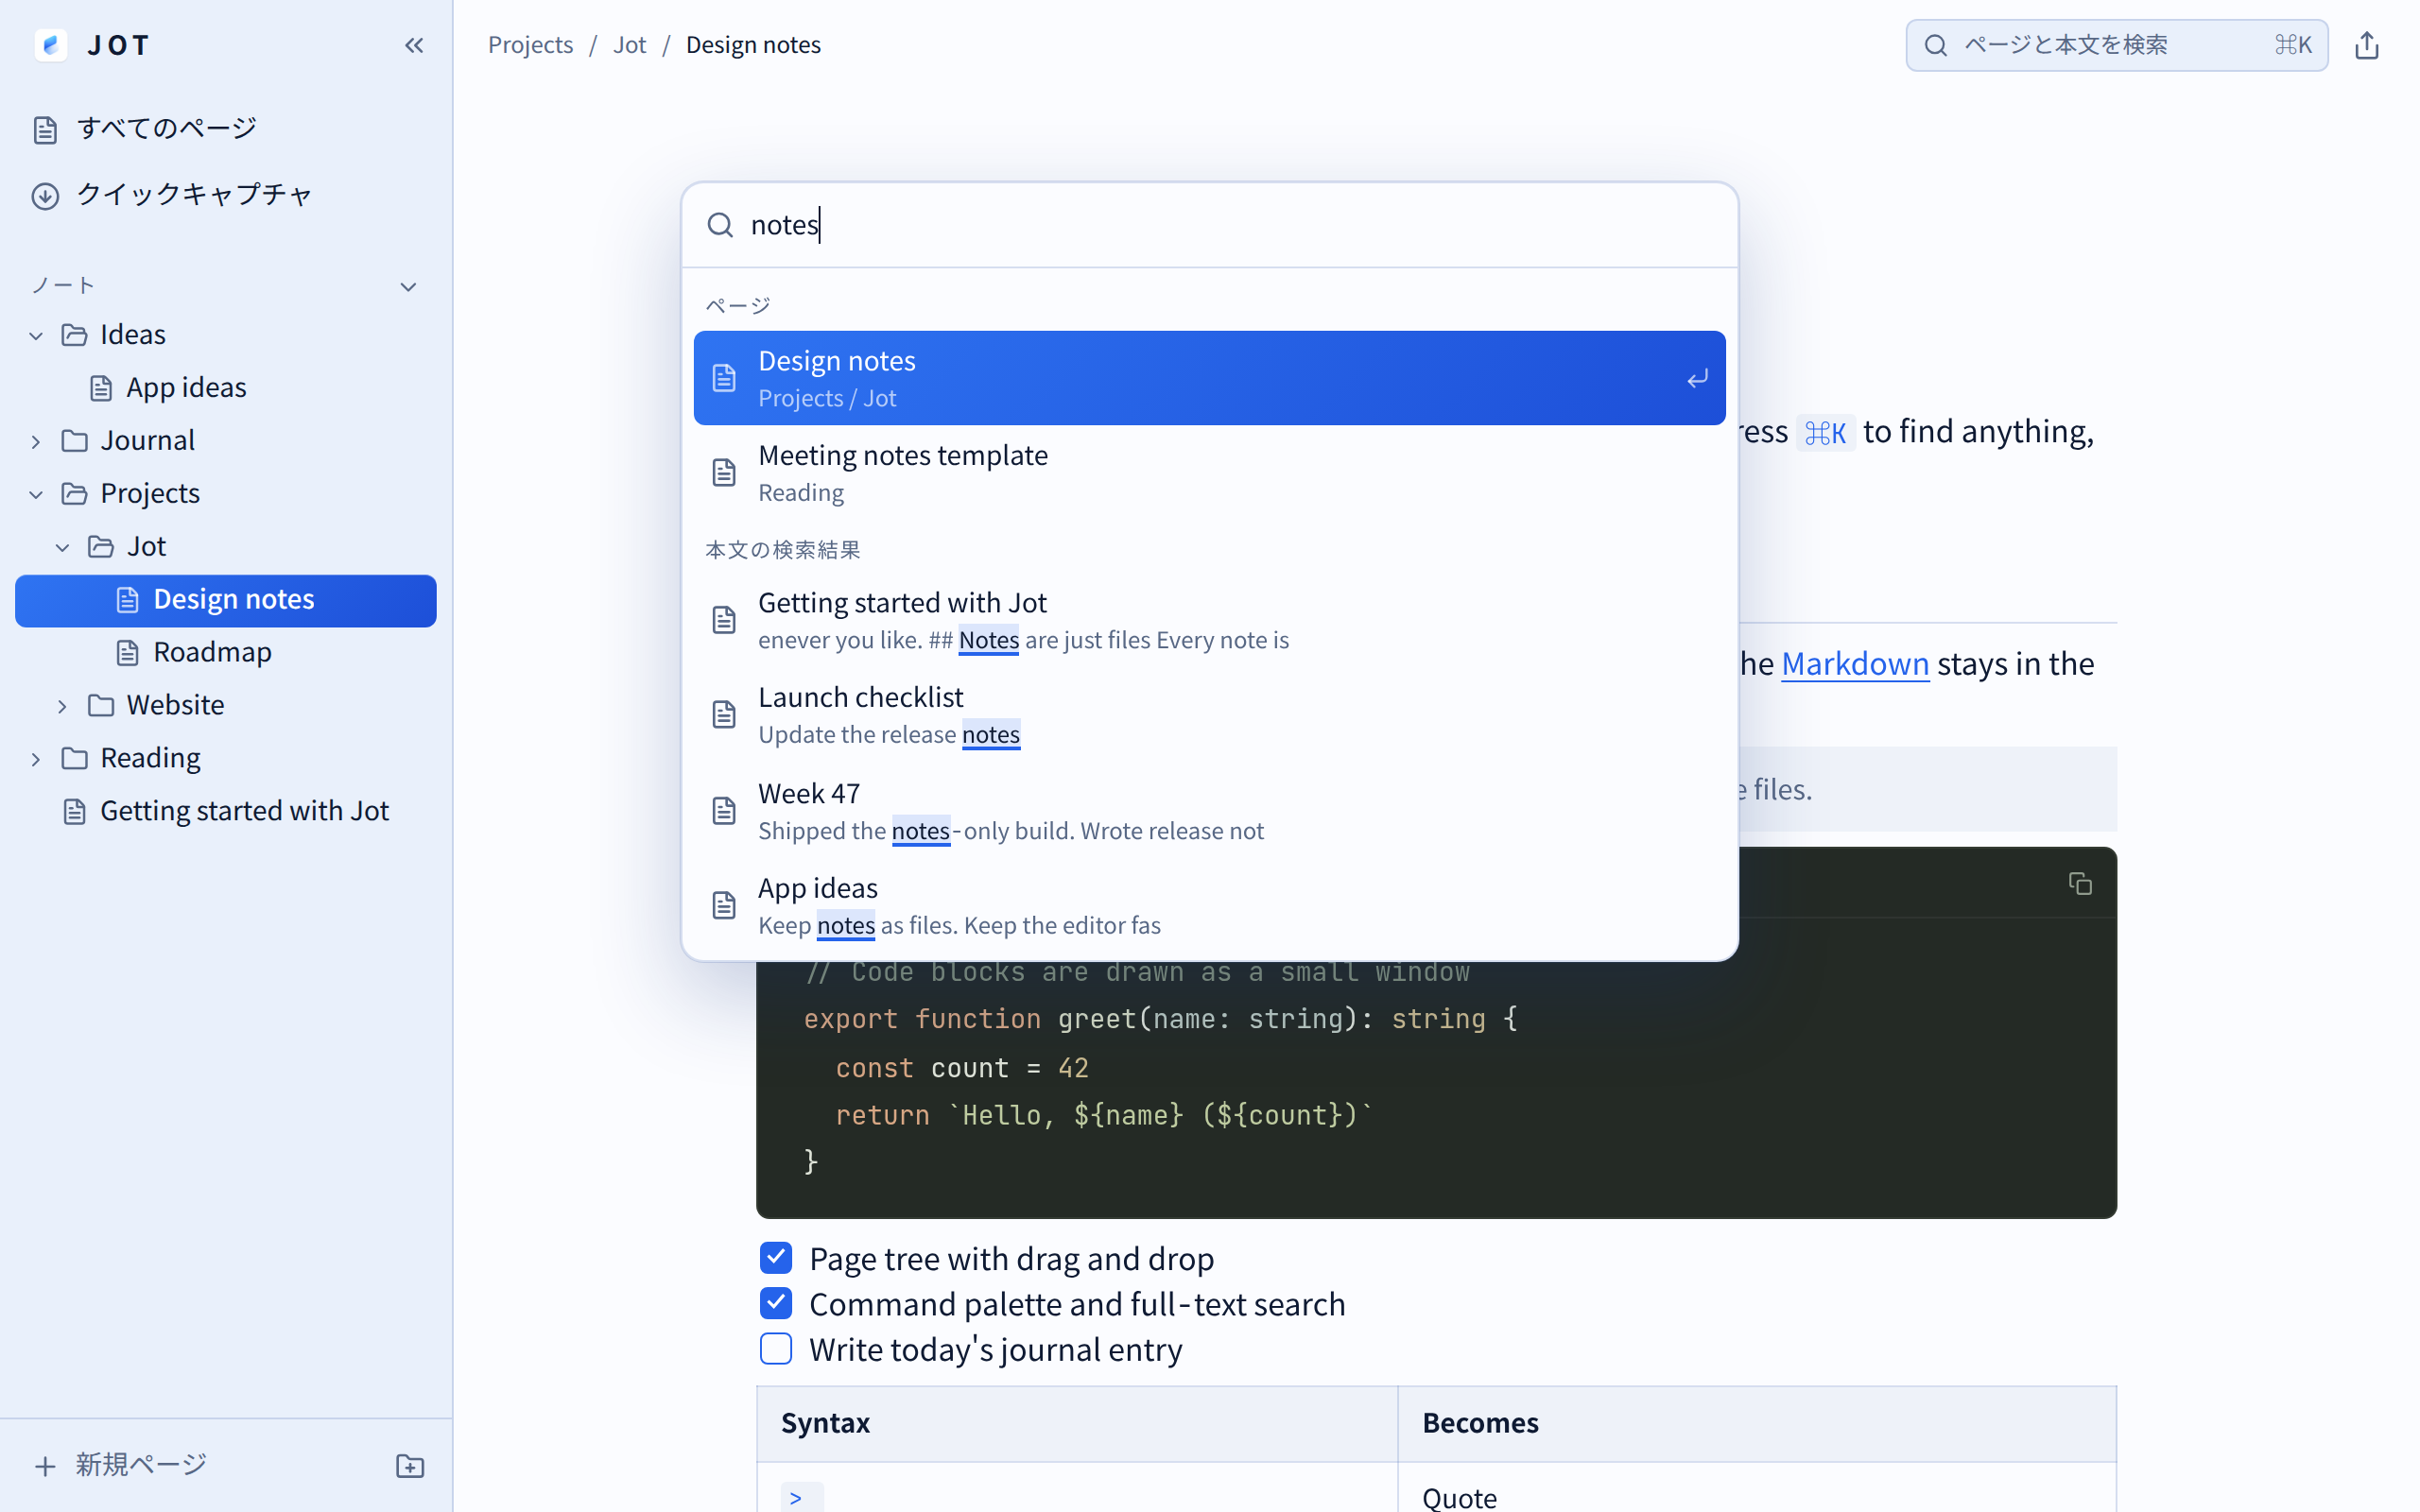 JOT
すべてのページ
クイックキャプチャ
ノート
Ideas
App ideas
Journal
Projects
Jot
Design notes
Roadmap
Website
Reading
Getting started with Jot
新規ページ
Projects / Jot / Design notes
ページと本文を検索 ⌘K
notes
ページ
Design notes
Projects / Jot
Meeting notes template
Reading
本文の検索結果
Getting started with Jot
enever you like. ## Notes are just files Every note is
Launch checklist
Update the release notes
Week 47
Shipped the notes-only build. Wrote release not
App ideas
Keep notes as files. Keep the editor fas
ress ⌘K to find anything,
he Markdown stays in the
files.
// Code blocks are drawn as a small window
export function greet(name: string): string {
const count = 42
return `Hello, ${name} (${count})`
}
Page tree with drag and drop
Command palette and full-text search
Write today's journal entry
Syntax Becomes
> Quote